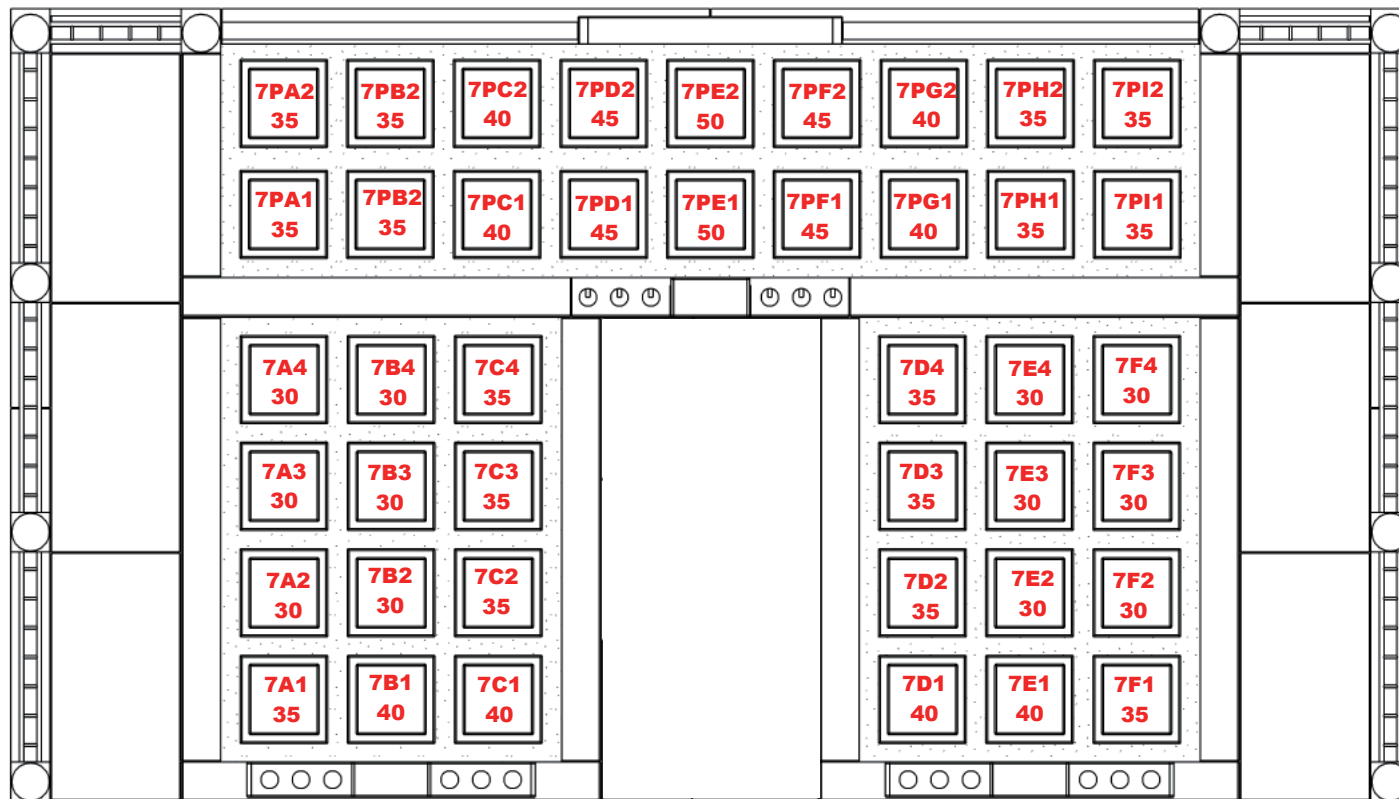 7PA2
35
7PB2
35
7PC2
40
7PD2
45
7PE2
50
7PF2
45
7PG2
40
7PH2
35
7PI2
35
7PA1
35
7PB2
35
7PC1
40
7PD1
45
7PE1
50
7PF1
45
7PG1
40
7PH1
35
7PI1
35
7A4
30
7B4
30
7C4
35
7D4
35
7E4
30
7F4
30
7A3
30
7B3
30
7C3
35
7D3
35
7E3
30
7F3
30
7A2
30
7B2
30
7C2
35
7D2
35
7E2
30
7F2
30
7A1
35
7B1
40
7C1
40
7D1
40
7E1
40
7F1
35